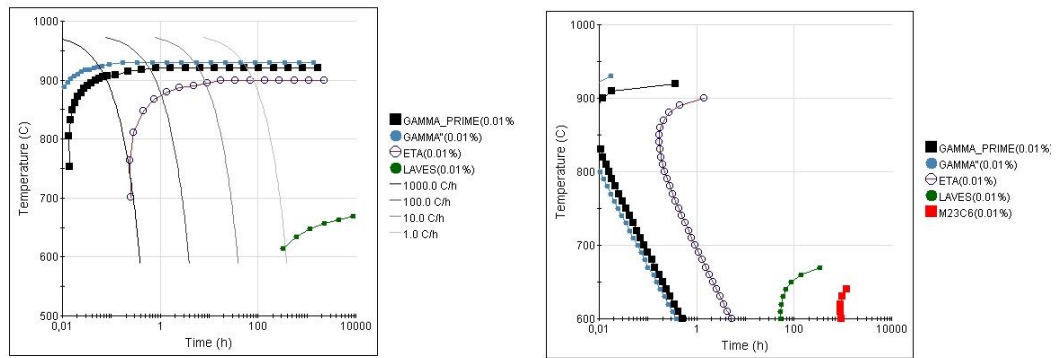 1000
900
800
700
600
500
Temperature (C)
0,01
0.1
1
10
100
10000
Time (h)
GAMMA_PRIME(0.01%
GAMMA"(0.01%)
ETA(0.01%)
LAVES(0.01%)
1000.0 C/h
100.0 C/h
10.0 C/h
1.0 C/h
1000
900
800
700
600
Temperature (C)
0,01
1
100
10000
Time (h)
GAMMA_PRIME(0.01%)
GAMMA"(0.01%)
ETA(0.01%)
LAVES(0.01%)
M23C6(0.01%)